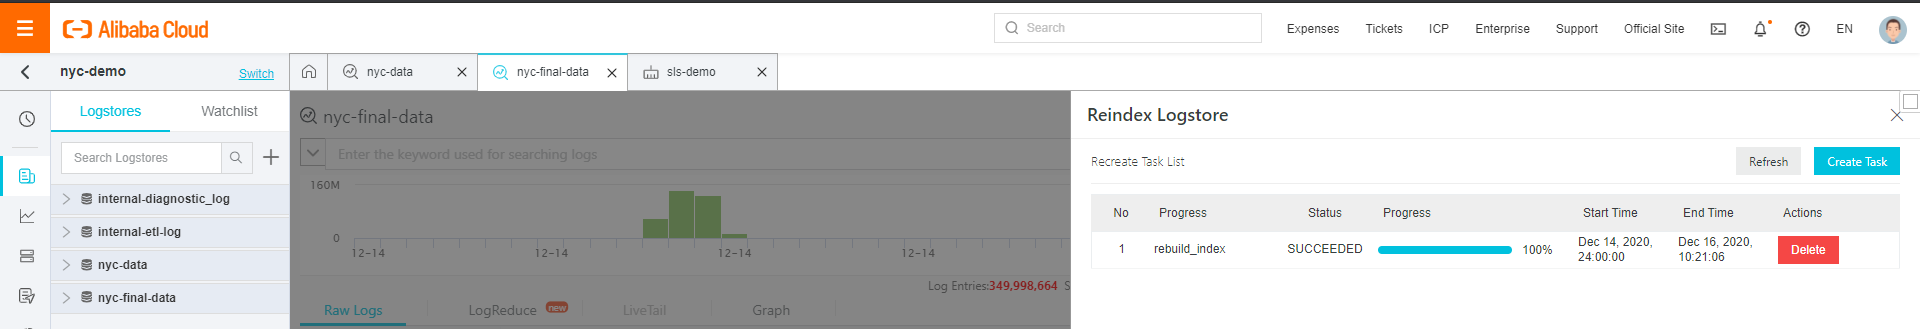 Alibaba Cloud
Search
Expenses
Tickets
ICP
Enterprise
Support
Official Site
EN
nyc-demo
Switch
nyc-data
nyc-final-data
sls-demo
Logstores
Watchlist
Search Logstores
internal-diagnostic_log
internal-etl-log
nyc-data
nyc-final-data
nyc-final-data
Enter the keyword used for searching logs
160M
0
12-14
12-14
12-14
12-14
Log Entries:349,998,664 S
Raw Logs
LogReduce new
LiveTail
Graph
Reindex Logstore
Recreate Task List
Refresh
Create Task
No
Progress
Status
Progress
Start Time
End Time
Actions
1
rebuild_index
SUCCEEDED
100%
Dec 14, 2020,
24:00:00
Dec 16, 2020,
10:21:06
Delete